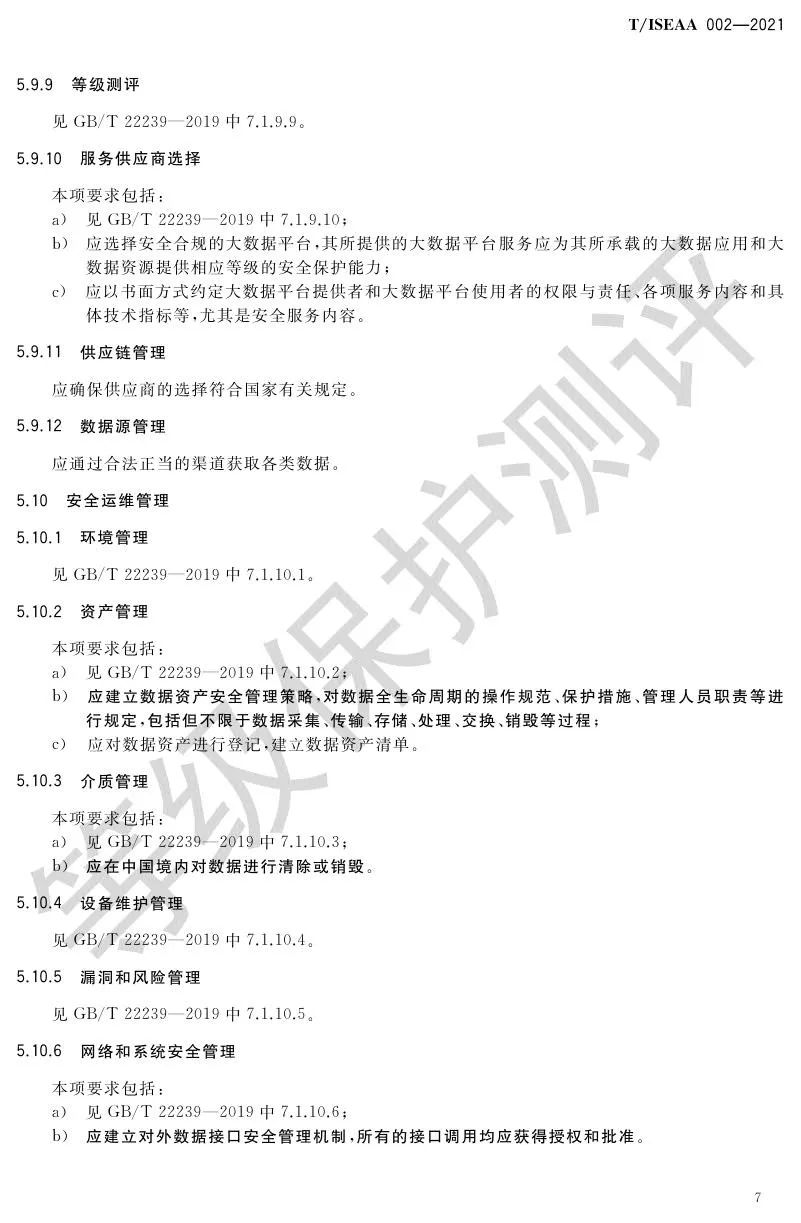 T/ISEAA 002—2021
5.9.9 等级测评
见 GB/T 22239—2019 中 7.1.9.9。
5.9.10 服务供应商选择
本项要求包括:
a) 见 GB/T 22239—2019 中 7.1.9.10;
b) 应选择安全合规的大数据平台,其所提供的大数据平台服务应为其所承载的大数据应用和大
数据资源提供相应等级的安全保护能力;
c) 应以书面方式约定大数据平台提供者和大数据平台使用者的权限与责任、各项服务内容和具
体技术指标等,尤其是安全服务内容。
5.9.11 供应链管理
应确保供应商的选择符合国家有关规定。
5.9.12 数据源管理
应通过合法正当的渠道获取各类数据。
5.10 安全运维管理
5.10.1 环境管理
见 GB/T 22239—2019 中 7.1.10.1。
5.10.2 资产管理
本项要求包括:
a) 见 GB/T 22239—2019 中 7.1.10.2;
b) 应建立数据资产安全管理策略,对数据全生命周期的操作规范、保护措施、管理人员职责等进
行规定,包括但不限于数据采集、传输、存储、处理、交换、销毁等过程;
c) 应对数据资产进行登记,建立数据资产清单。
5.10.3 介质管理
本项要求包括:
a) 见 GB/T 22239—2019 中 7.1.10.3;
b) 应在中国境内对数据进行清除或销毁。
5.10.4 设备维护管理
见 GB/T 22239—2019 中 7.1.10.4。
5.10.5 漏洞和风险管理
见 GB/T 22239—2019 中 7.1.10.5。
5.10.6 网络和系统安全管理
本项要求包括:
a) 见 GB/T 22239—2019 中 7.1.10.6;
b) 应建立对外数据接口安全管理机制,所有的接口调用均应获得授权和批准。
7
等级保护测评